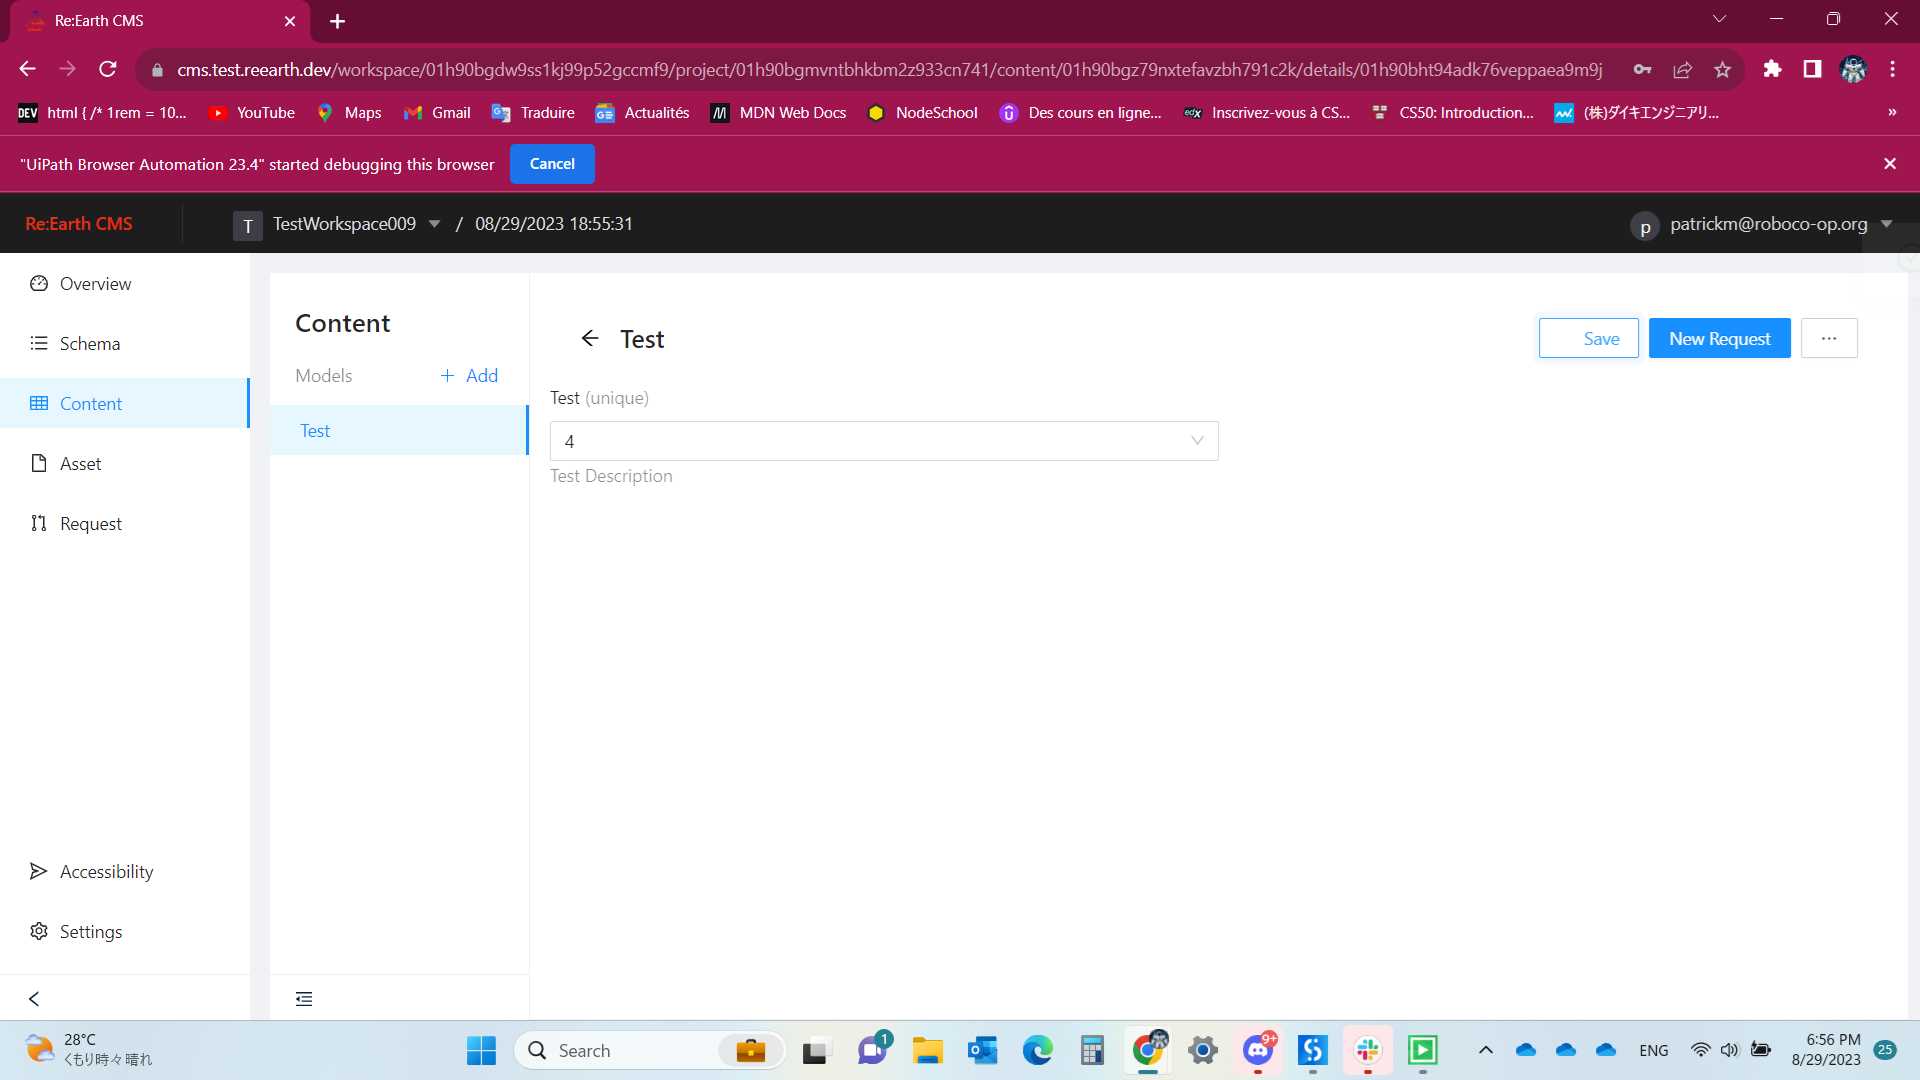 Re:Earth CMS
cms.test.reearth.dev/workspace/01h90bgdw9ss1kj99p52gccmf9/project/01h90bgmvntbhkbm2z933cn741/content/01h90bgz79nxtefavzbh791c2k/details/01h90bht94adk76veppaea9m9j
DEV html { /* 1rem = 10... YouTube Maps Gmail Traduire Actualités MDN Web Docs NodeSchool Des cours en ligne... edX Inscrivez-vous à CS... CS50: Introduction... (株)ダイキエンジニアリ... »
"UiPath Browser Automation 23.4" started debugging this browser Cancel
Re:Earth CMS T TestWorkspace009 / 08/29/2023 18:55:31 p patrickm@roboco-op.org
Overview
Schema
Content
Asset
Request
Accessibility
Settings
Content
Models + Add
Test
Test
Save New Request ...
Test (unique)
4
Test Description
28°C
くもり時々晴れ
Search
1
9+
ENG
6:56 PM
8/29/2023
25